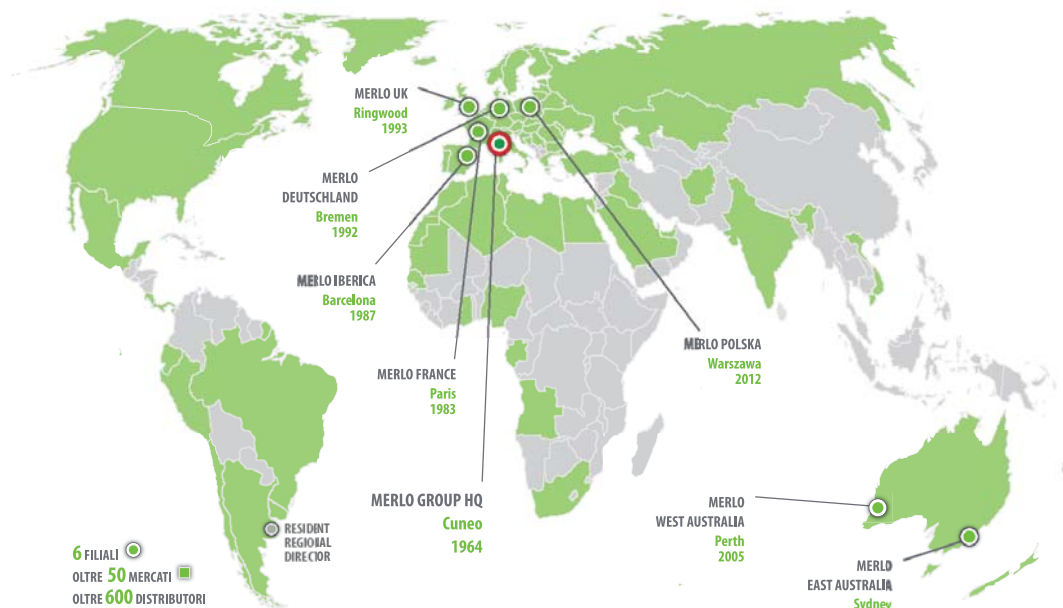 MERLO UK
Ringwood
1993
MERLO
DEUTSCHLAND
Bremen
1992
MERLO IBERICA
Barcelona
1987
MERLO FRANCE
Paris
1983
MERLO GROUP HQ
Cuneo
1964
MERLO POLSKA
Warszawa
2012
MERLO
WEST AUSTRALIA
Perth
2005
MERLO
EAST AUSTRALIA
Sydney
RESIDENT
REGIONAL
DIRECTOR
6 FILIALI
OLTRE 50 MERCATI
OLTRE 600 DISTRIBUTORI